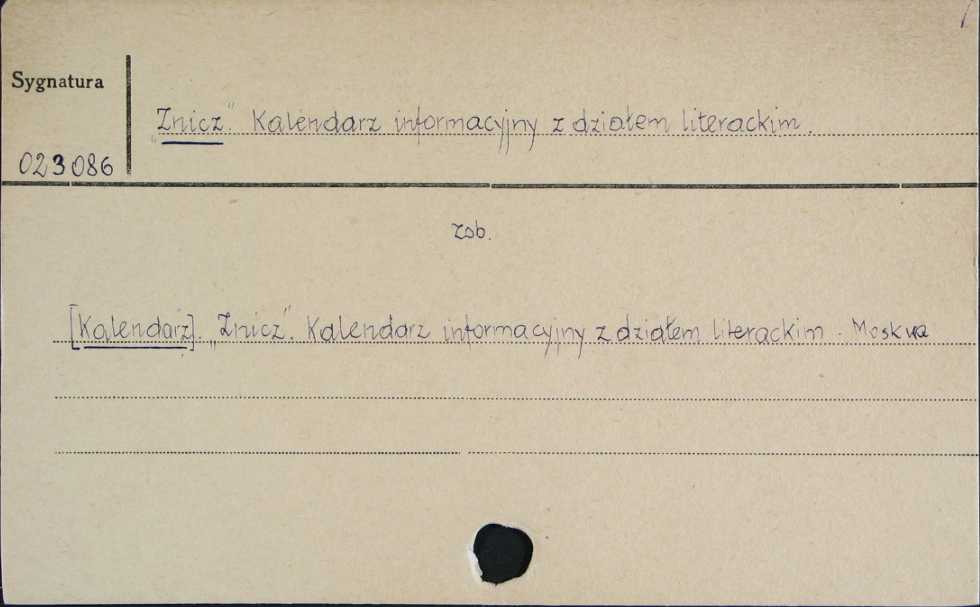 Sygnatura
„Znicz”. Kalendarz informacyjny z działem literackim.
023086
zob.
[Kalendarz]. „Znicz”. Kalendarz informacyjny z działem literackim. Moskwa